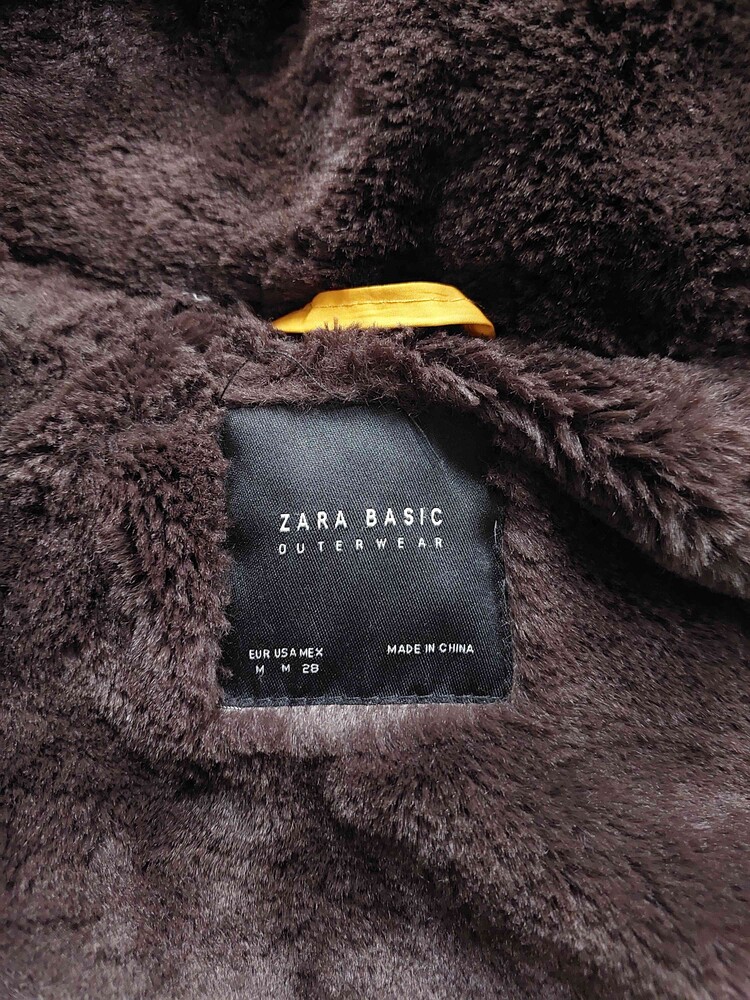 ZARA BASIC
OUTERWEAR
EUR USA MEX
M M 28
MADE IN CHINA